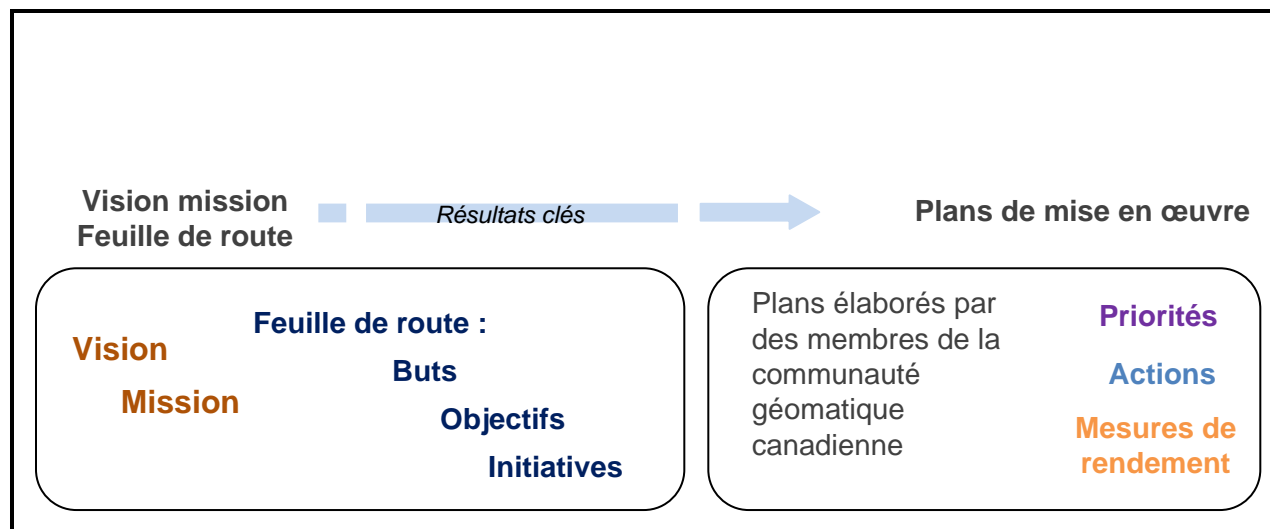 Vision mission
Feuille de route
Résultats clés
Plans de mise en œuvre
Vision
Mission
Feuille de route :
Buts
Objectifs
Initiatives
Plans élaborés par
des membres de la
communauté
géomatique
canadienne
Priorités
Actions
Mesures de
rendement